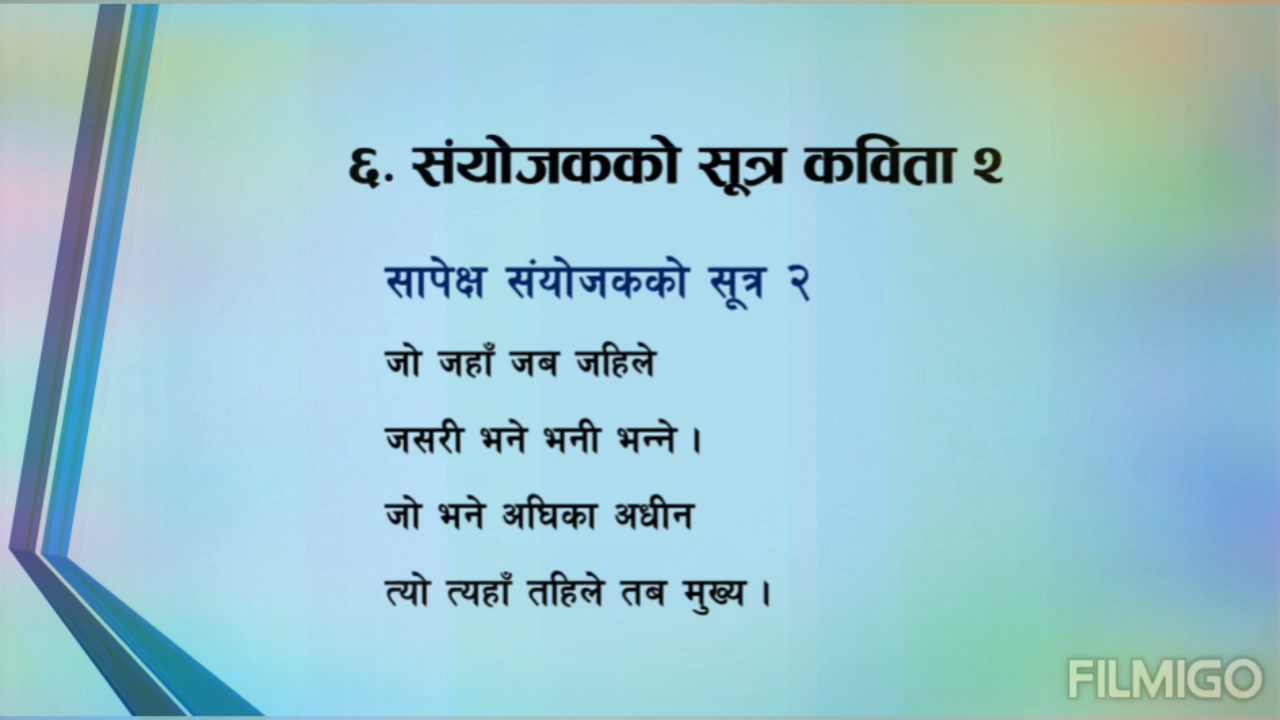 ६. संयोजकको सूत्र कविता २
सापेक्ष संयोजकको सूत्र २
जो जहाँ जब जहिले
जसरी भने भनी भन्ने ।
जो भने अघिका अधीन
त्यो त्यहाँ तहिले तब मुख्य ।
FILMIGO